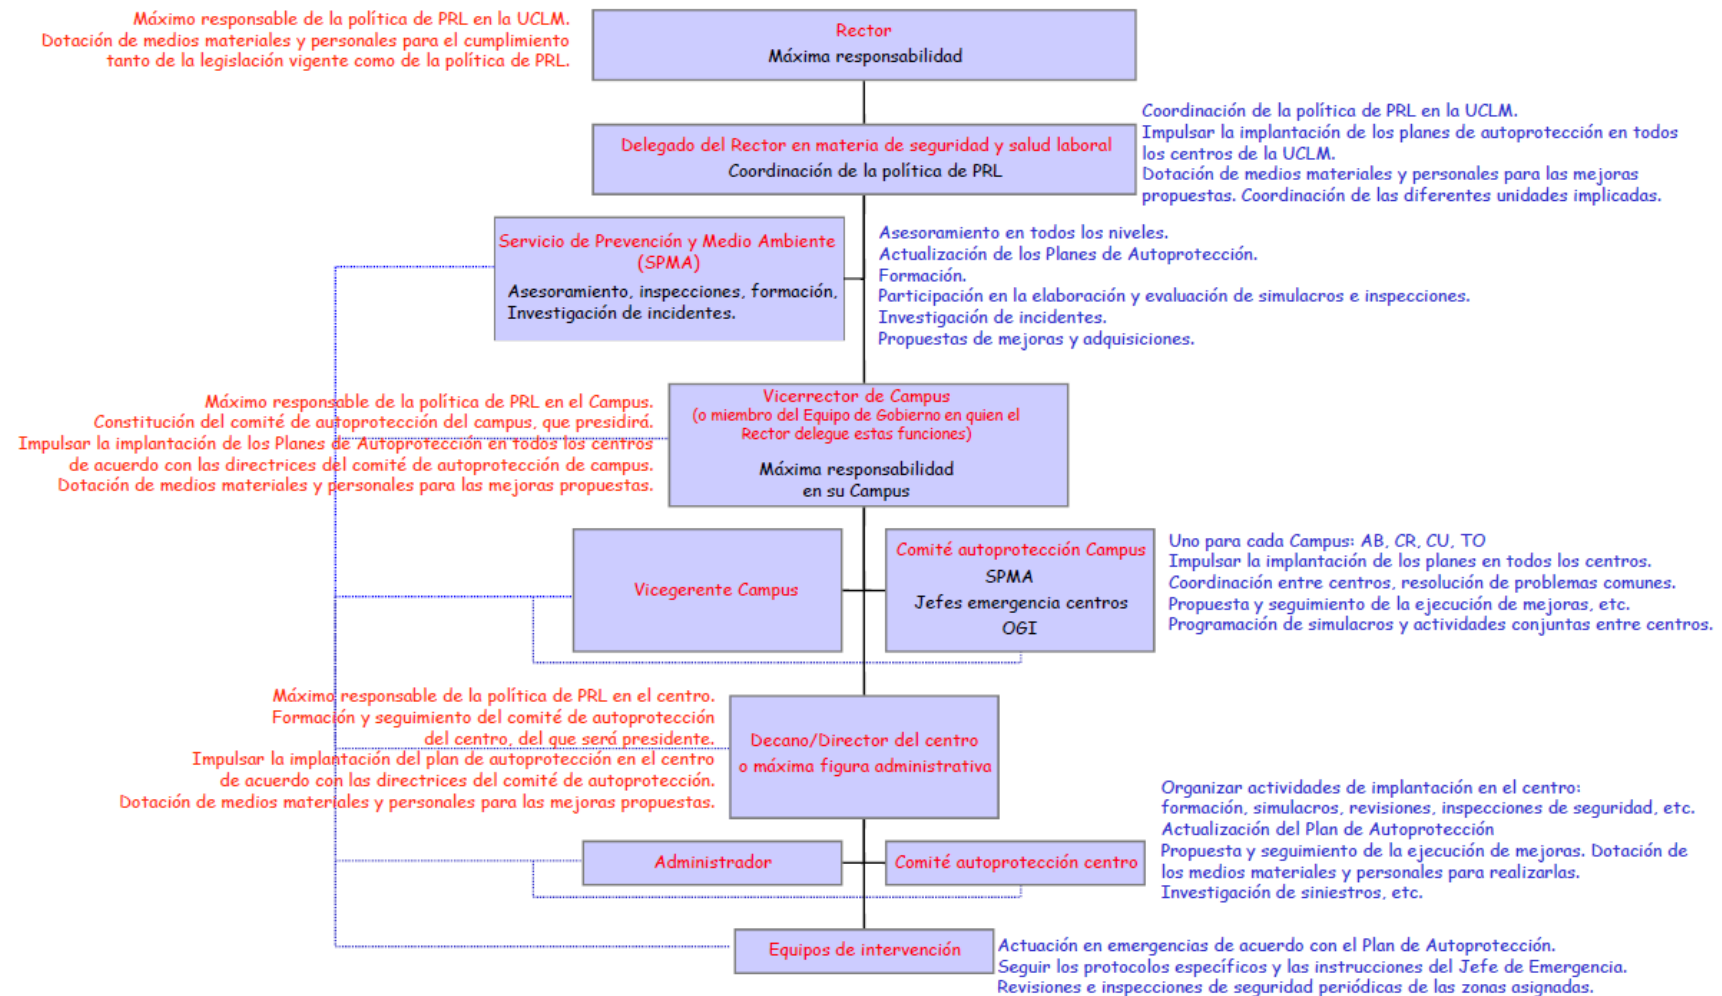 Máximo responsable de la política de PRL en la UCLM.
Dotación de medios materiales y personales para el cumplimiento
tanto de la legislación vigente como de la política de PRL.
Rector
Máxima responsabilidad
Delegado del Rector en materia de seguridad y salud laboral
Coordinación de la política de PRL
Coordinación de la política de PRL en la UCLM.
Impulsar la implantación de los planes de autoprotección en todos
los centros de la UCLM.
Dotación de medios materiales y personales para las mejoras
propuestas. Coordinación de las diferentes unidades implicadas.
Servicio de Prevención y Medio Ambiente
(SPMA)
Asesoramiento, inspecciones, formación,
Investigación de incidentes.
Asesoramiento en todos los niveles.
Actualización de los Planes de Autoprotección.
Formación.
Participación en la elaboración y evaluación de simulacros e inspecciones.
Investigación de incidentes.
Propuestas de mejoras y adquisiciones.
Máximo responsable de la política de PRL en el Campus.
Constitución del comité de autoprotección del campus, que presidirá.
Impulsar la implantación de los Planes de Autoprotección en todos los centros
de acuerdo con las directrices del comité de autoprotección de campus.
Dotación de medios materiales y personales para las mejoras propuestas.
Vicerrector de Campus
(o miembro del Equipo de Gobierno en quien el
Rector delegue estas funciones)
Máxima responsabilidad
en su Campus
Vicegerente Campus
Comité autoprotección Campus
SPMA
Jefes emergencia centros
OGI
Uno para cada Campus: AB, CR, CU, TO
Impulsar la implantación de los planes en todos los centros.
Coordinación entre centros, resolución de problemas comunes.
Propuesta y seguimiento de la ejecución de mejoras, etc.
Programación de simulacros y actividades conjuntas entre centros.
Máximo responsable de la política de PRL en el centro.
Formación y seguimiento del comité de autoprotección
del centro, del que será presidente.
Impulsar la implantación del plan de autoprotección en el centro
de acuerdo con las directrices del comité de autoprotección.
Dotación de medios materiales y personales para las mejoras propuestas.
Decano/Director del centro
o máxima figura administrativa
Administrador
Comité autoprotección centro
Organizar actividades de implantación en el centro:
formación, simulacros, revisiones, inspecciones de seguridad, etc.
Actualización del Plan de Autoprotección
Propuesta y seguimiento de la ejecución de mejoras. Dotación de
los medios materiales y personales para realizarlas.
Investigación de siniestros, etc.
Equipos de intervención
Actuación en emergencias de acuerdo con el Plan de Autoprotección.
Seguir los protocolos específicos y las instrucciones del Jefe de Emergencia.
Revisiones e inspecciones de seguridad periódicas de las zonas asignadas.